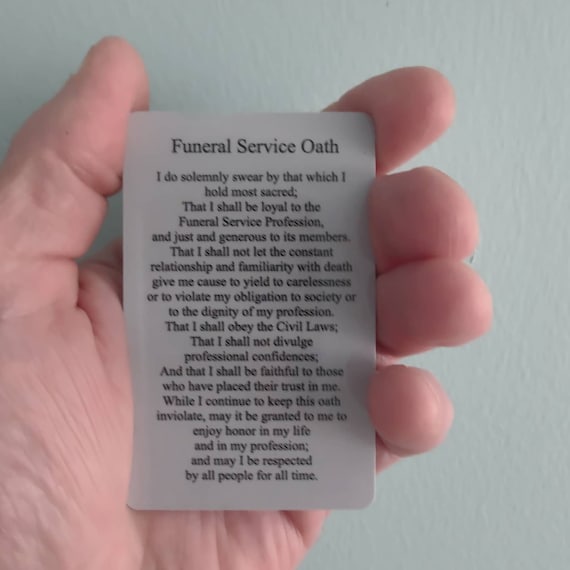 Funeral Service Oath
I do solemnly swear by that which I
hold most sacred;
That I shall be loyal to the
Funeral Service Profession,
and just and generous to its members.
That I shall not let the constant
relationship and familiarity with death
give me cause to yield to carelessness
or to violate my obligation to society or
to the dignity of my profession.
That I shall obey the Civil Laws;
That I shall not divulge
professional confidences;
And that I shall be faithful to those
who have placed their trust in me.
While I continue to keep this oath
inviolate, may it be granted to me to
enjoy honor in my life
and in my profession;
and may I be respected
by all people for all time.